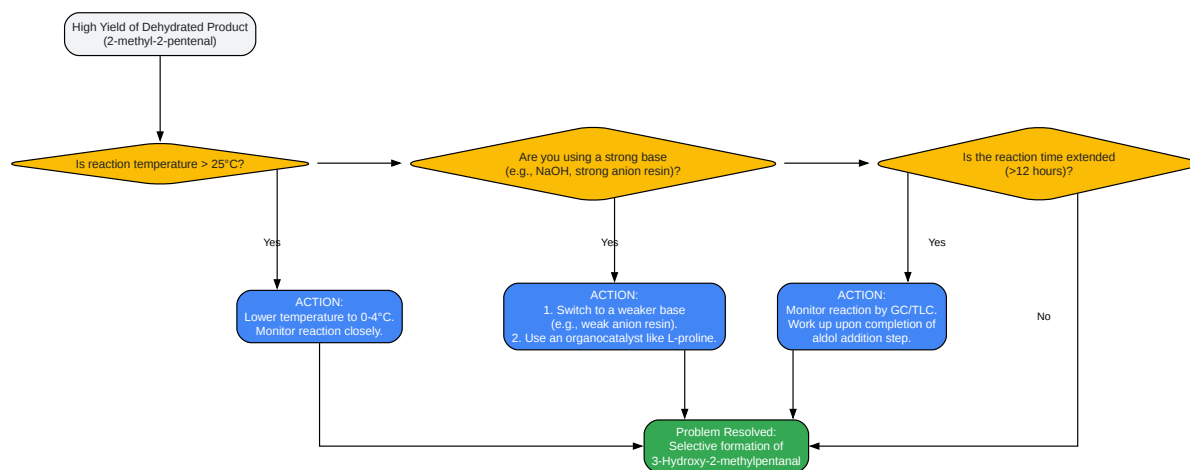 High Yield of Dehydrated Product
(2-methyl-2-pentenal)
Is reaction temperature > 25°C?
Are you using a strong base
(e.g., NaOH, strong anion resin)?
Is the reaction time extended
(>12 hours)?
Yes
Yes
Yes
ACTION:
Lower temperature to 0-4°C.
Monitor reaction closely.
ACTION:
1. Switch to a weaker base
(e.g., weak anion resin).
2. Use an organocatalyst like L-proline.
ACTION:
Monitor reaction by GC/TLC.
Work up upon completion of
aldol addition step.
No
Problem Resolved:
Selective formation of
3-Hydroxy-2-methylpentanal